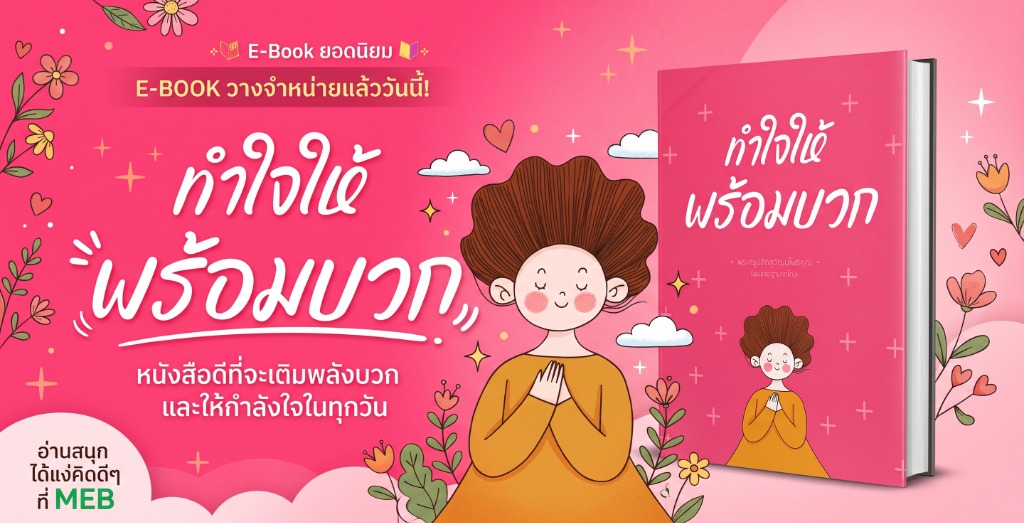 E-Book ยอดนิยม
E-BOOK วางจำหน่ายแล้ววันนี้!
ทำใจให้
พร้อมบวก
หนังสือดีที่จะเติมพลังบวก
และให้กำลังใจในทุกวัน
อ่านสนุก
ได้แง่คิดดีๆ
ที่ MEB
ทำใจให้
พร้อมบวก